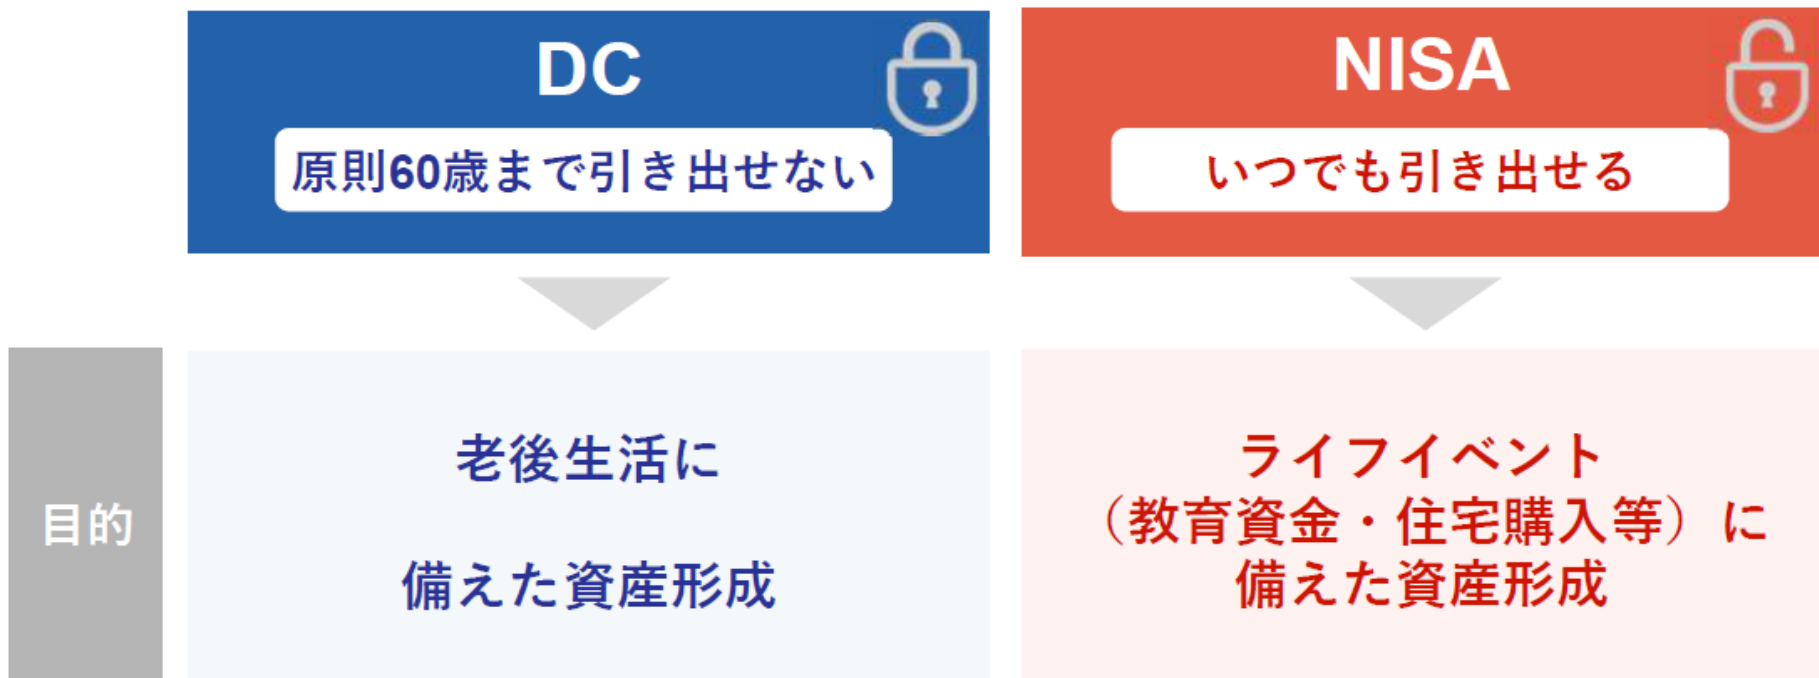 DC
原則60歳まで引き出せない
NISA
いつでも引き出せる
目的
老後生活に
備えた資産形成
ライフイベント
（教育資金・住宅購入等）に
備えた資産形成